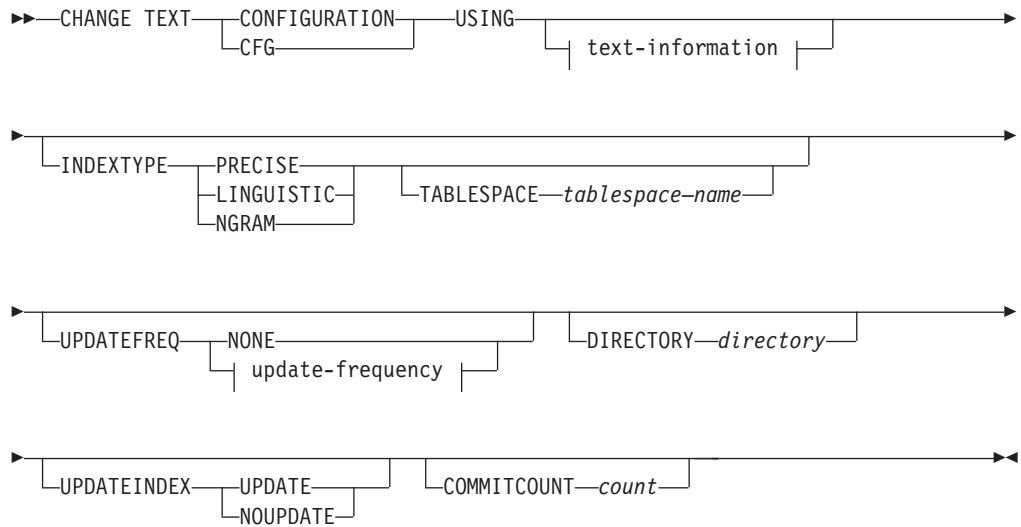 CHANGE TEXT CONFIGURATION USING text-information
CFG
INDEXTYPE PRECISE TABLESPACE tablespace-name
LINGUISTIC
NGRAM
UPDATEFREQ NONE DIRECTORY directory
update-frequency
UPDATEINDEX UPDATE COMMITCOUNT count
NOUPDATE